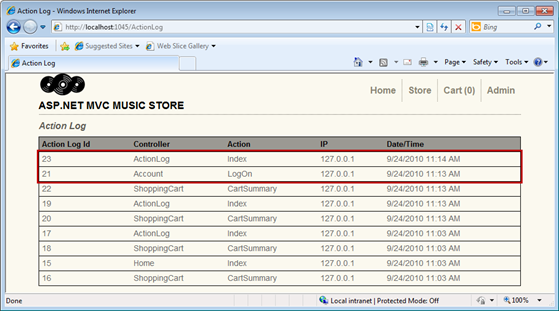 Action Log - Windows Internet Explorer
http://localhost:1045/ActionLog
Bing
Favorites Suggested Sites Web Slice Gallery
Action Log
Page Safety Tools
Home Store Cart (0) Admin
ASP.NET MVC MUSIC STORE
Action Log
Action Log Id Controller Action IP Date/Time
23 ActionLog Index 127.0.0.1 9/24/2010 11:14 AM
21 Account LogOn 127.0.0.1 9/24/2010 11:13 AM
22 ShoppingCart CartSummary 127.0.0.1 9/24/2010 11:13 AM
19 ActionLog Index 127.0.0.1 9/24/2010 11:13 AM
20 ShoppingCart CartSummary 127.0.0.1 9/24/2010 11:13 AM
17 ActionLog Index 127.0.0.1 9/24/2010 11:03 AM
18 ShoppingCart CartSummary 127.0.0.1 9/24/2010 11:03 AM
15 Home Index 127.0.0.1 9/24/2010 11:03 AM
16 ShoppingCart CartSummary 127.0.0.1 9/24/2010 11:03 AM
Done Local intranet | Protected Mode: Off 100%